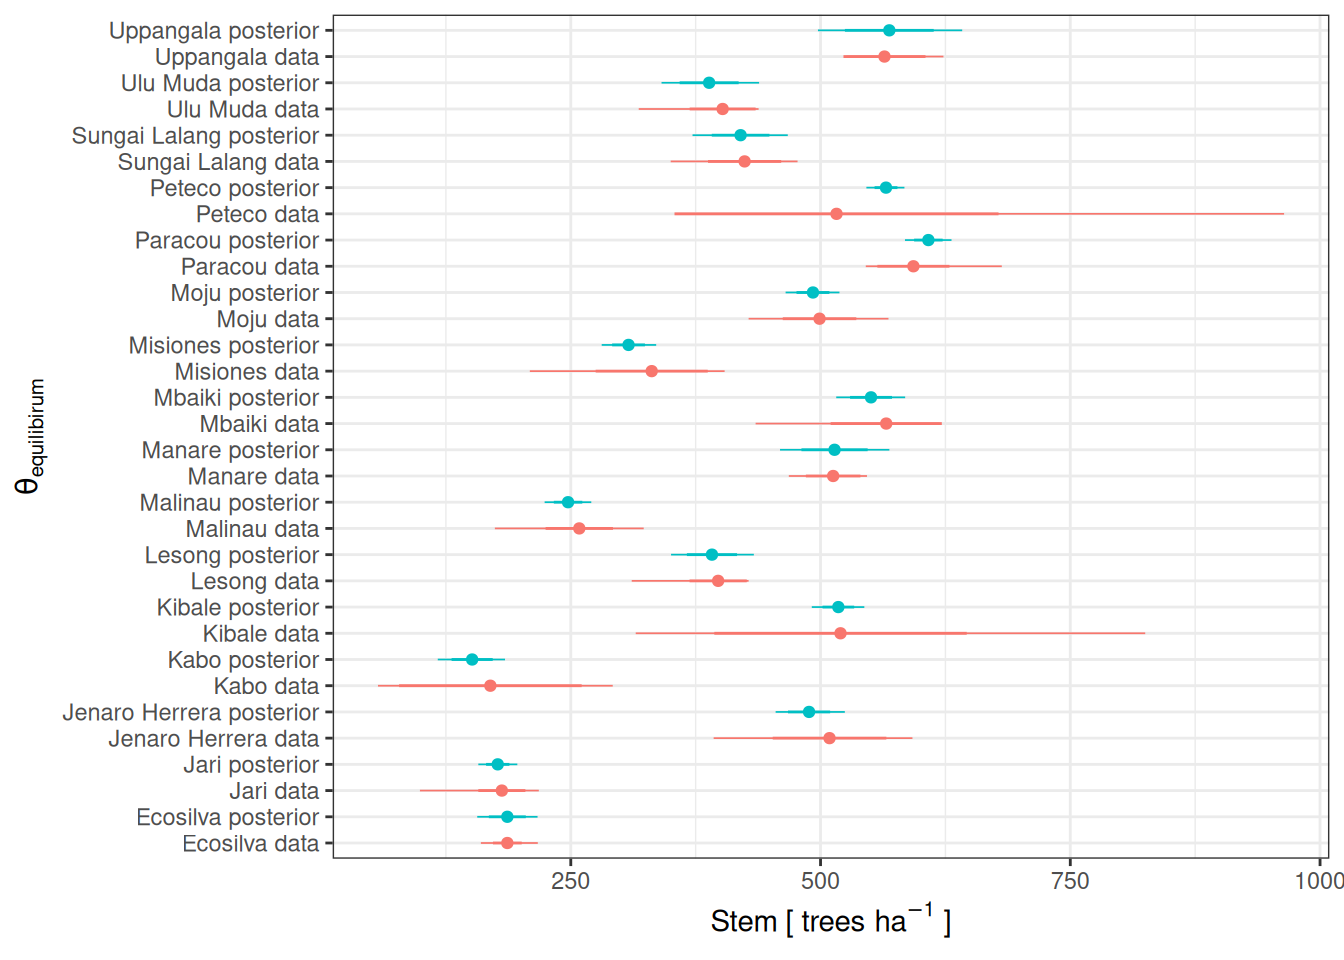 Uppangala posterior
Uppangala data
Ulu Muda posterior
Ulu Muda data
Sungai Lalang posterior
Sungai Lalang data
Peteco posterior
Peteco data
Paracou posterior
Paracou data
Moju posterior
Moju data
Misiones posterior
Misiones data
Mbaiki posterior
Mbaiki data
Manare posterior
Manare data
Malinau posterior
Malinau data
Lesong posterior
Lesong data
Kibale posterior
Kibale data
Kabo posterior
Kabo data
Jenaro Herrera posterior
Jenaro Herrera data
Jari posterior
Jari data
Ecosilva posterior
Ecosilva data
θequilibirum
250 500 750 1000
Stem [ trees ha⁻¹ ]